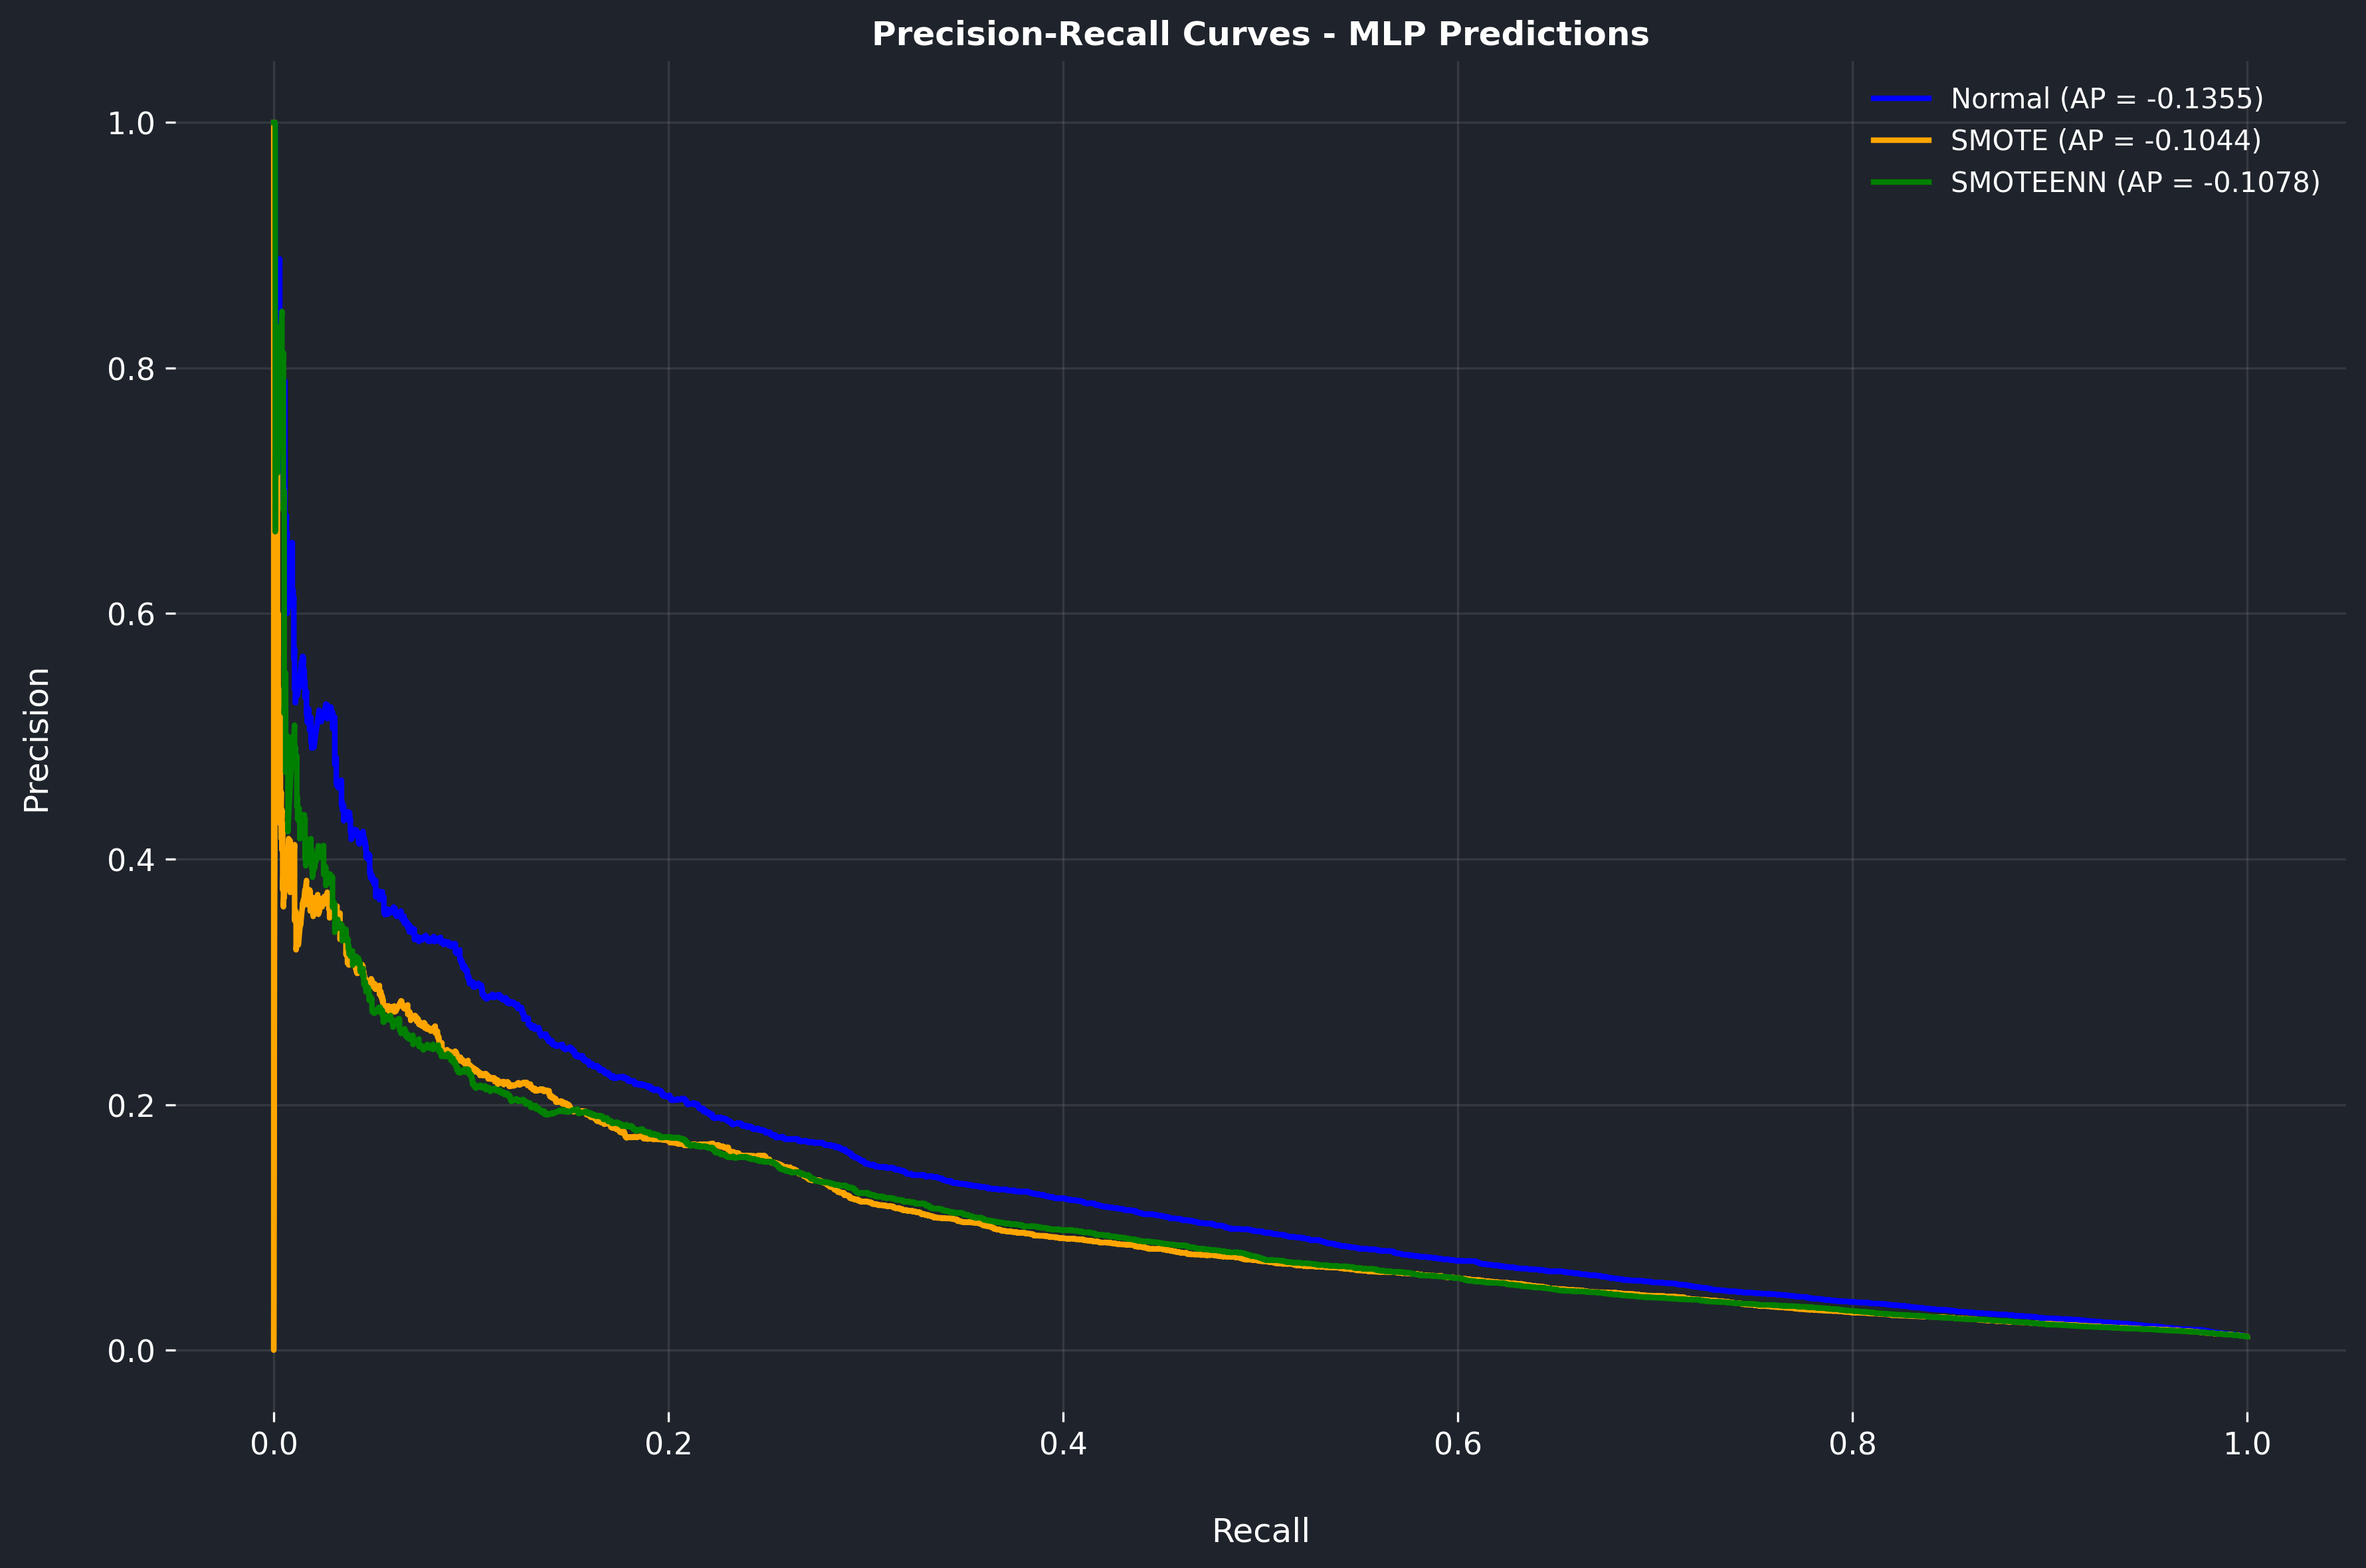 Precision-Recall Curves - MLP Predictions
Normal (AP = -0.1355)
SMOTE (AP = -0.1044)
SMOTEENN (AP = -0.1078)
Precision
1.0
0.8
0.6
0.4
0.2
0.0
0.0 0.2 0.4 0.6 0.8 1.0
Recall